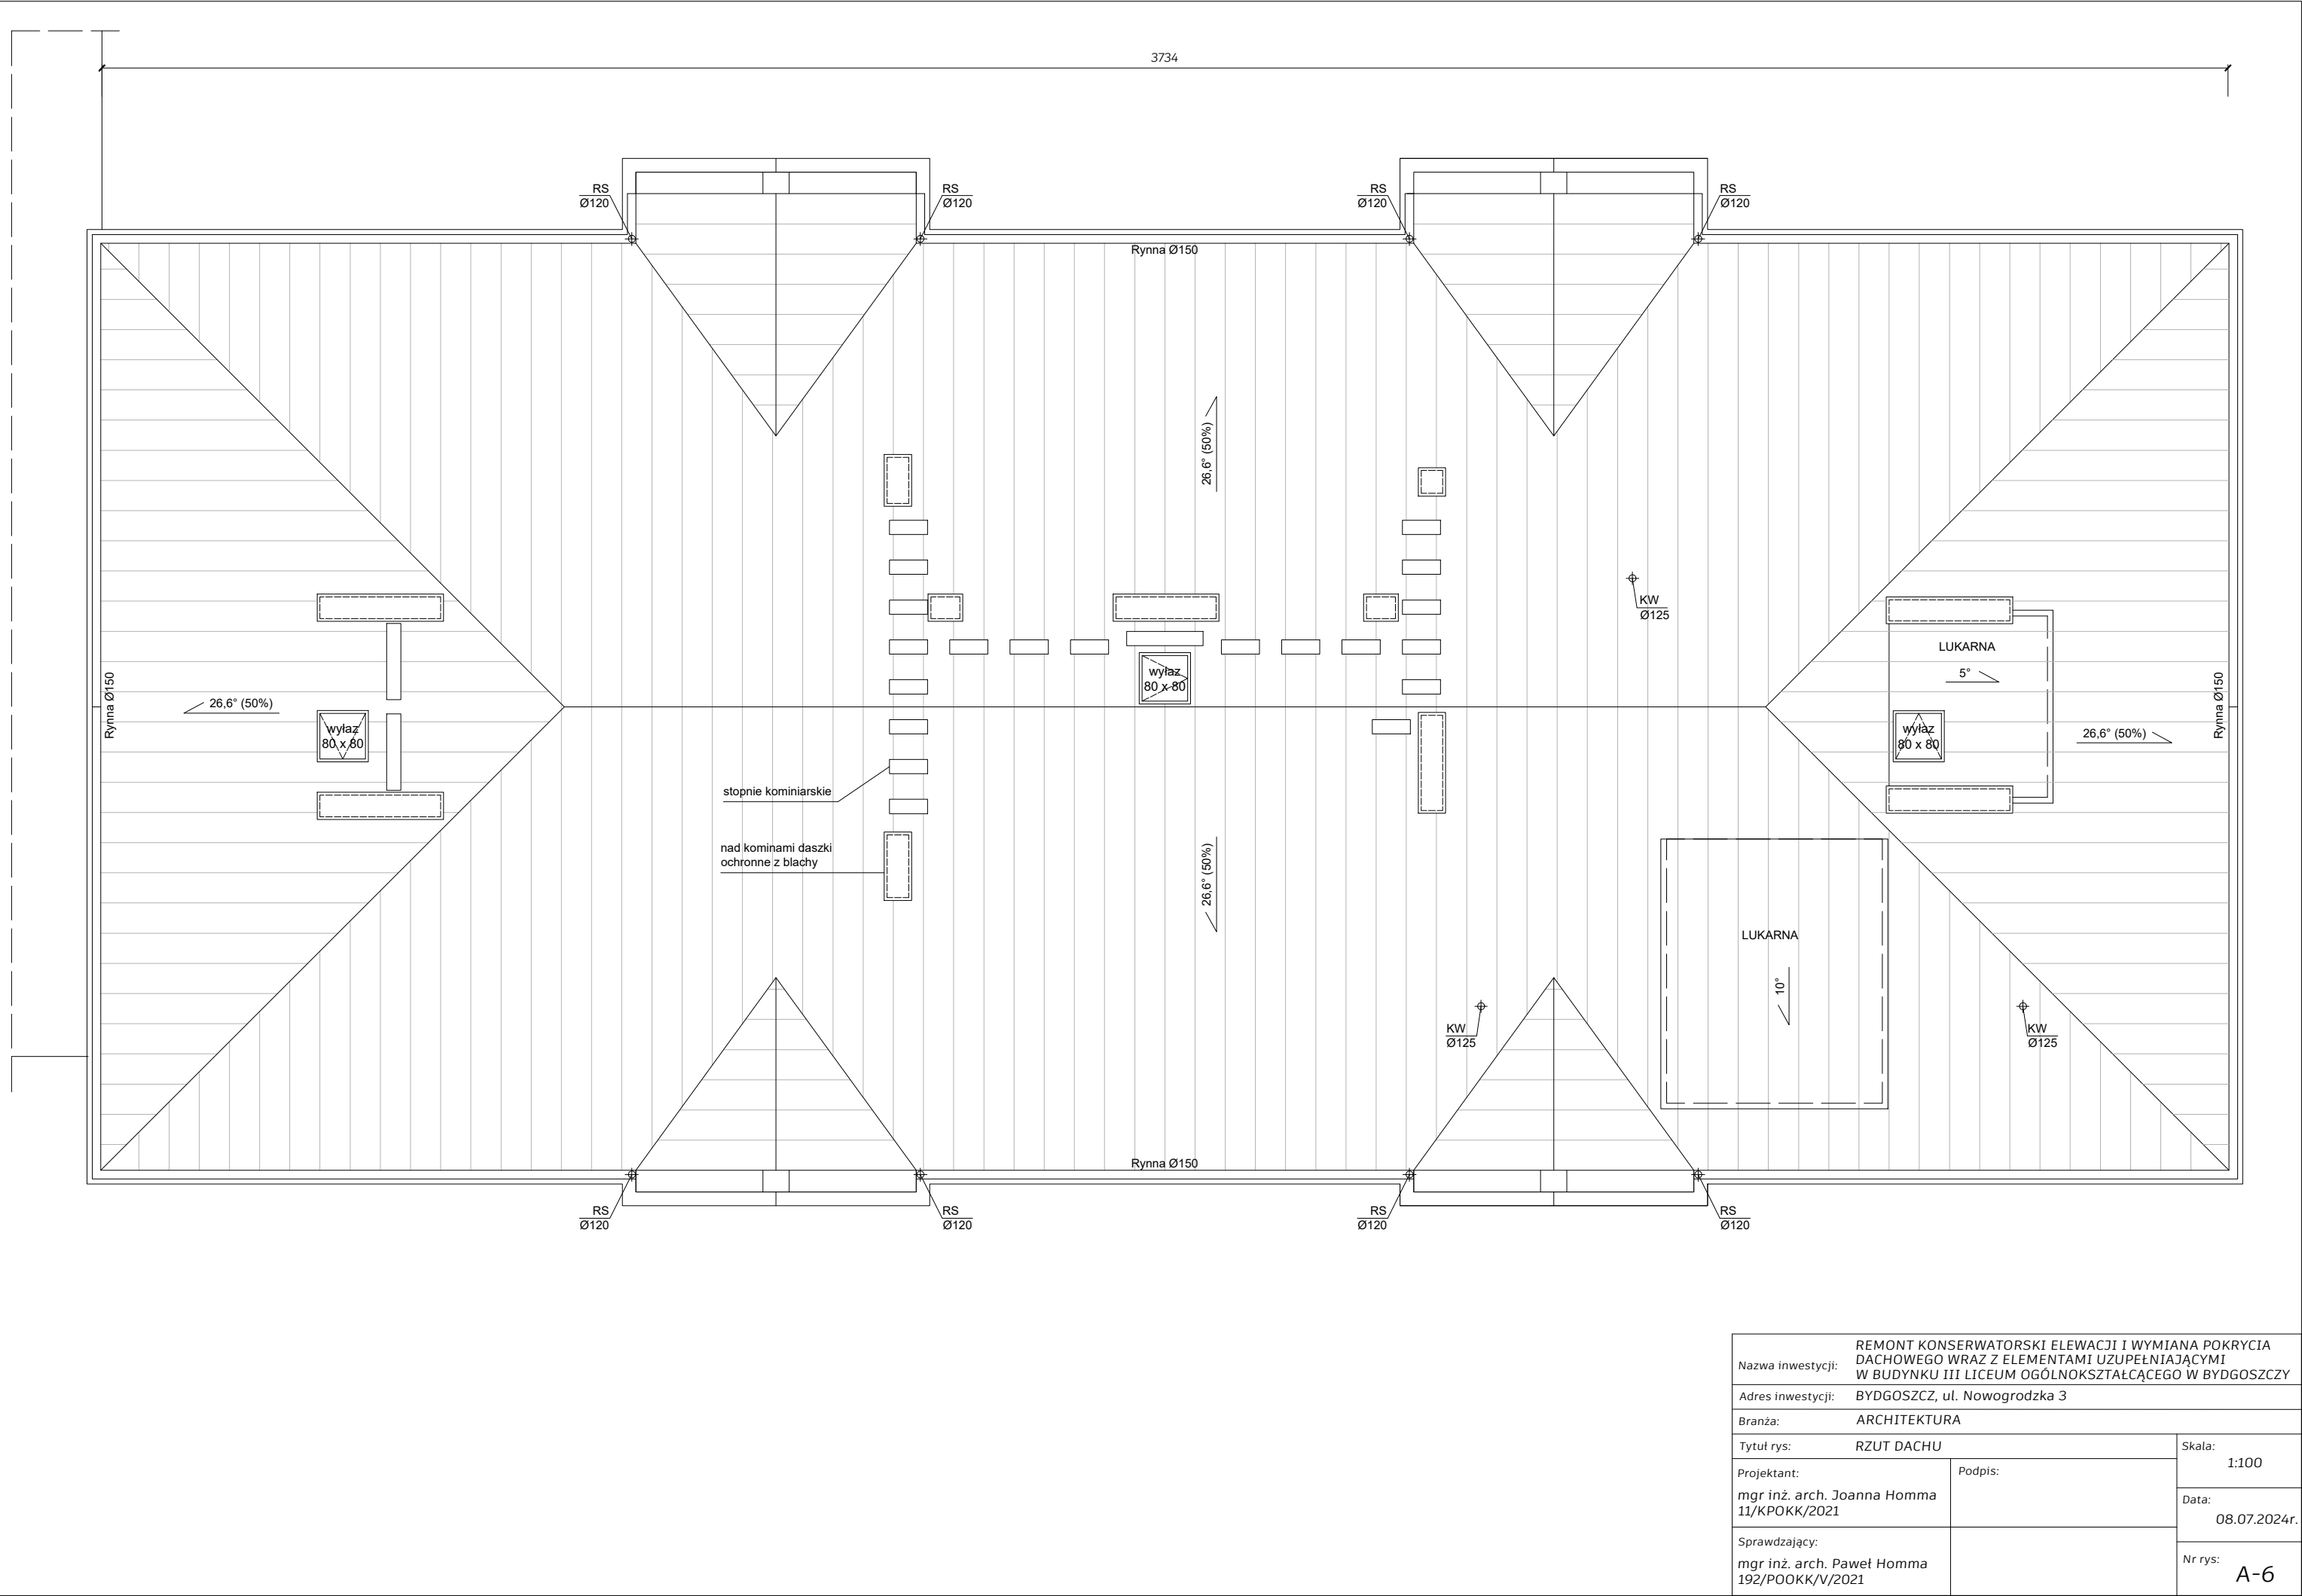 3734
RS
Ø120
RS
Ø120
RS
Ø120
RS
Ø120
Rynna Ø150
26,6° (50%)
KW
Ø125
LUKARNA
5°
wyłaz
80 x 80
Rynna Ø150
26,6° (50%)
wyłaz
80 x 80
wyłaz
80 x 80
26,6° (50%)
Rynna Ø150
stopnie kominiarskie
nad kominami daszki
ochronne z blachy
26,6° (50%)
LUKARNA
10°
KW
Ø125
KW
Ø125
Rynna Ø150
RS
Ø120
RS
Ø120
RS
Ø120
RS
Ø120
Nazwa inwestycji:
REMONT KONSERWATORSKI ELEWACJI I WYMIANA POKRYCIA
DACHOWEGO WRAZ Z ELEMENTAMI UZUPEŁNIAJĄCYMI
W BUDYNKU III LICEUM OGÓLNOKSZTAŁCĄCEGO W BYDGOSZCZY
Adres inwestycji: BYDGOSZCZ, ul. Nowogrodzka 3
Branża: ARCHITEKTURA
Tytuł rys: RZUT DACHU
Skala:
1:100
Projektant:
mgr inż. arch. Joanna Homma
11/KPOKK/2021
Podpis:
Data:
08.07.2024r.
Sprawdzający:
mgr inż. arch. Paweł Homma
192/POOKK/V/2021
Nr rys:
A-6